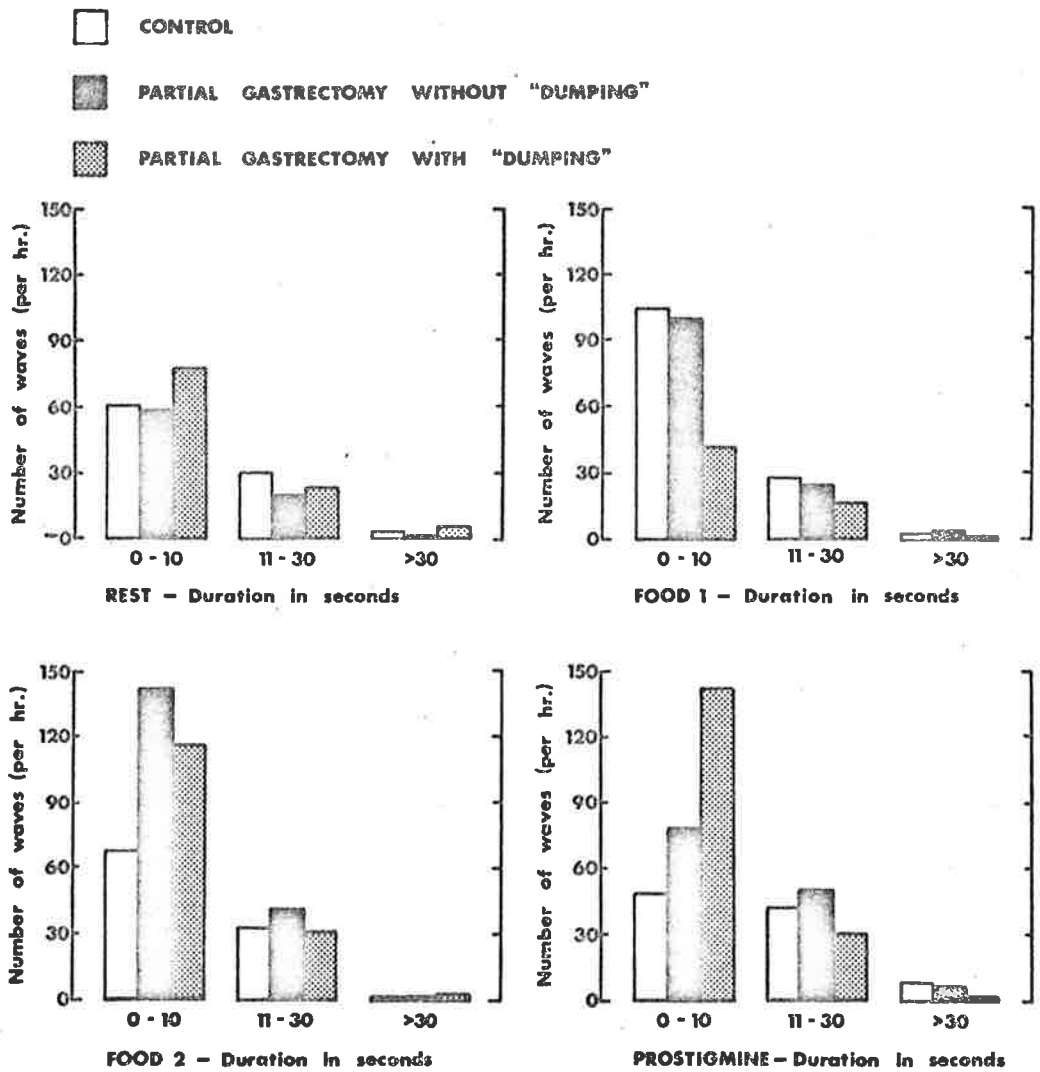 CONTROL
PARTIAL GASTRECTOMY WITHOUT "DUMPING"
PARTIAL GASTRECTOMY WITH "DUMPING"
Number of waves (per hr.)
150
120
90
60
30
0
0 - 10
11 - 30
>30
REST - Duration in seconds
Number of waves (per hr.)
150
120
90
60
30
0
0 - 10
11 - 30
>30
FOOD 1 - Duration in seconds
Number of waves (per hr.)
150
120
90
60
30
0
0 - 10
11 - 30
>30
FOOD 2 - Duration in seconds
Number of waves (per hr.)
150
120
90
60
30
0
0 - 10
11 - 30
>30
PROSTIGMINE - Duration in seconds